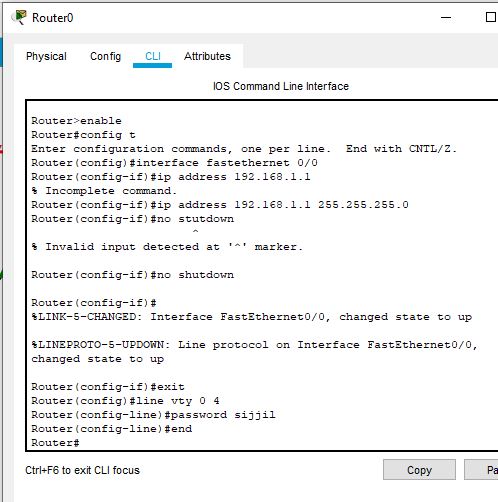 Router0
Physical Config CLI Attributes
IOS Command Line Interface
Router>enable
Router#config t
Enter configuration commands, one per line.  End with CNTL/Z.
Router(config)#interface fastethernet 0/0
Router(config-if)#ip address 192.168.1.1
% Incomplete command.
Router(config-if)#ip address 192.168.1.1 255.255.255.0
Router(config-if)#no stutdown
^
% Invalid input detected at '^' marker.
Router(config-if)#no shutdown
Router(config-if)#
%LINK-5-CHANGED: Interface FastEthernet0/0, changed state to up
%LINEPROTO-5-UPDOWN: Line protocol on Interface FastEthernet0/0,
changed state to up
Router(config-if)#exit
Router(config)#line vty 0 4
Router(config-line)#password sijjil
Router(config-line)#end
Router#
Ctrl+F6 to exit CLI focus Copy Pa